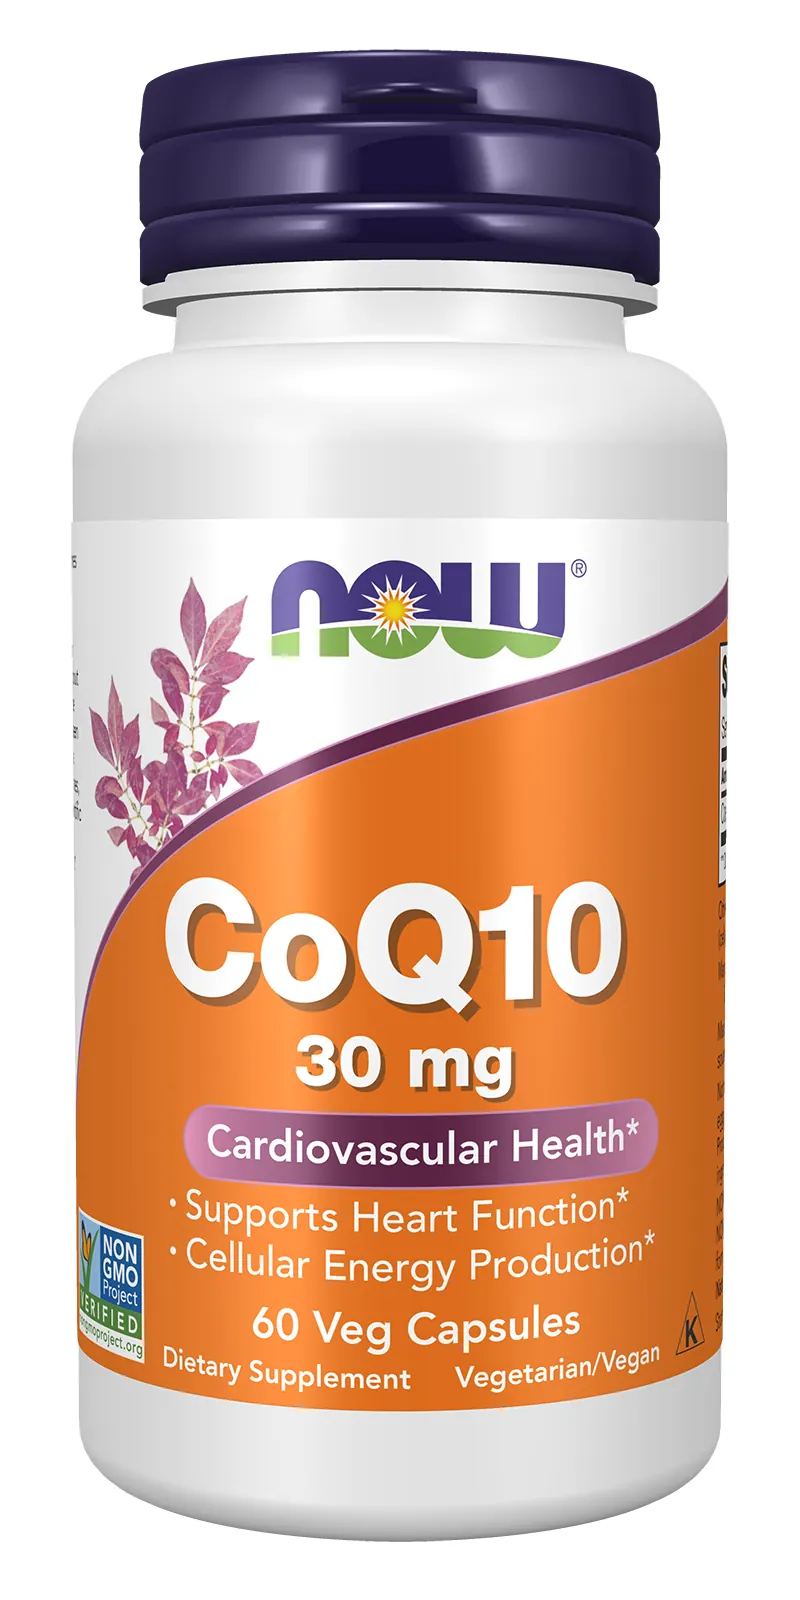 NOW®
CoQ10
30 mg
Cardiovascular Health*
• Supports Heart Function*
• Cellular Energy Production*
NON
GMO
Project
VERIFIED
nongmoproject.org
60 Veg Capsules
K
Dietary Supplement Vegetarian/Vegan